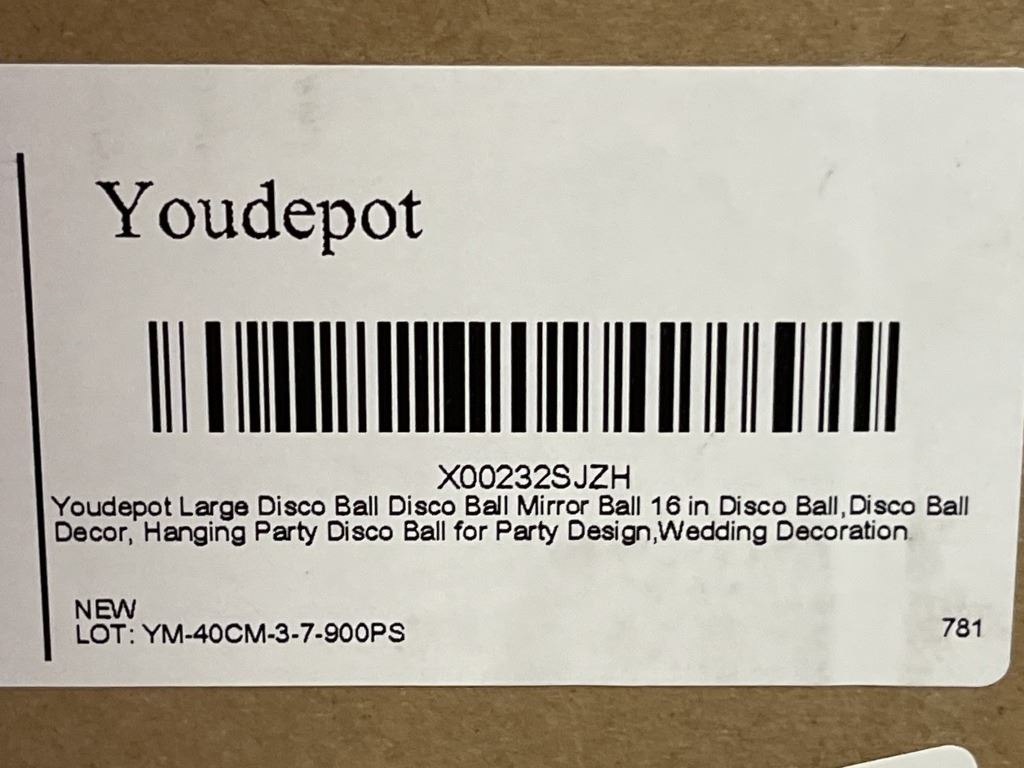 Youdepot
X00232SJZH
Youdepot Large Disco Ball Disco Ball Mirror Ball 16 in Disco Ball,Disco Ball
Decor, Hanging Party Disco Ball for Party Design,Wedding Decoration
NEW
LOT: YM-40CM-3-7-900PS
781